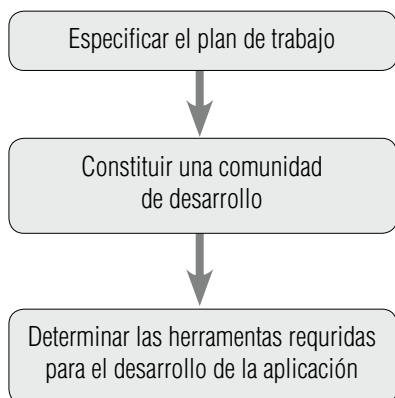 Especificar el plan de trabajo
Constituir una comunidad
de desarrollo
Determinar las herramentas requridas
para el desarrollo de la aplicación